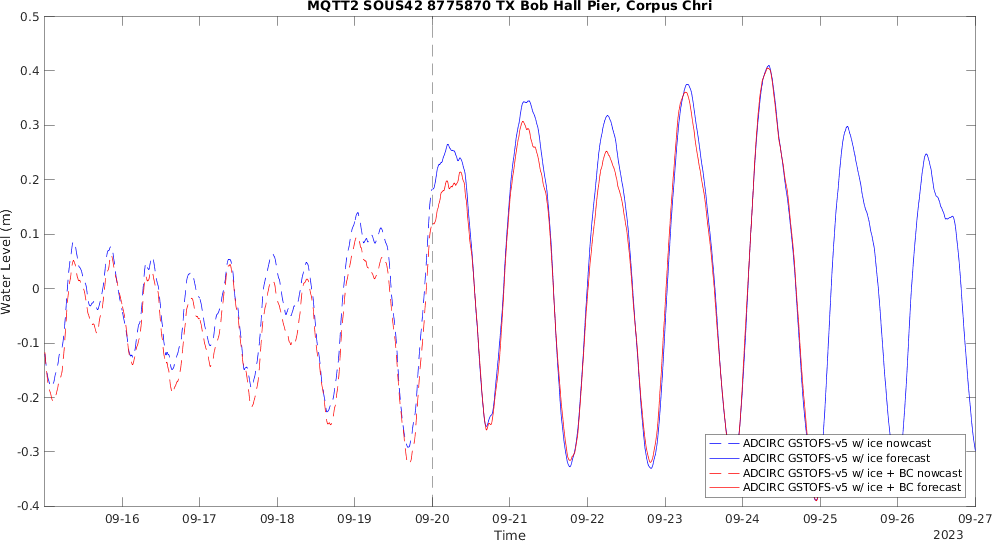 MQTT2 SOUS42 8775870 TX Bob Hall Pier, Corpus Chri
0.5
0.4
0.3
0.2
0.1
0
-0.1
-0.2
-0.3
-0.4
Water Level (m)
ADCIRC GSTOFS-v5 w/ ice nowcast
ADCIRC GSTOFS-v5 w/ ice forecast
ADCIRC GSTOFS-v5 w/ ice + BC nowcast
ADCIRC GSTOFS-v5 w/ ice + BC forecast
09-16 09-17 09-18 09-19 09-20 09-21 09-22 09-23 09-24 09-25 09-26 09-27
Time
2023